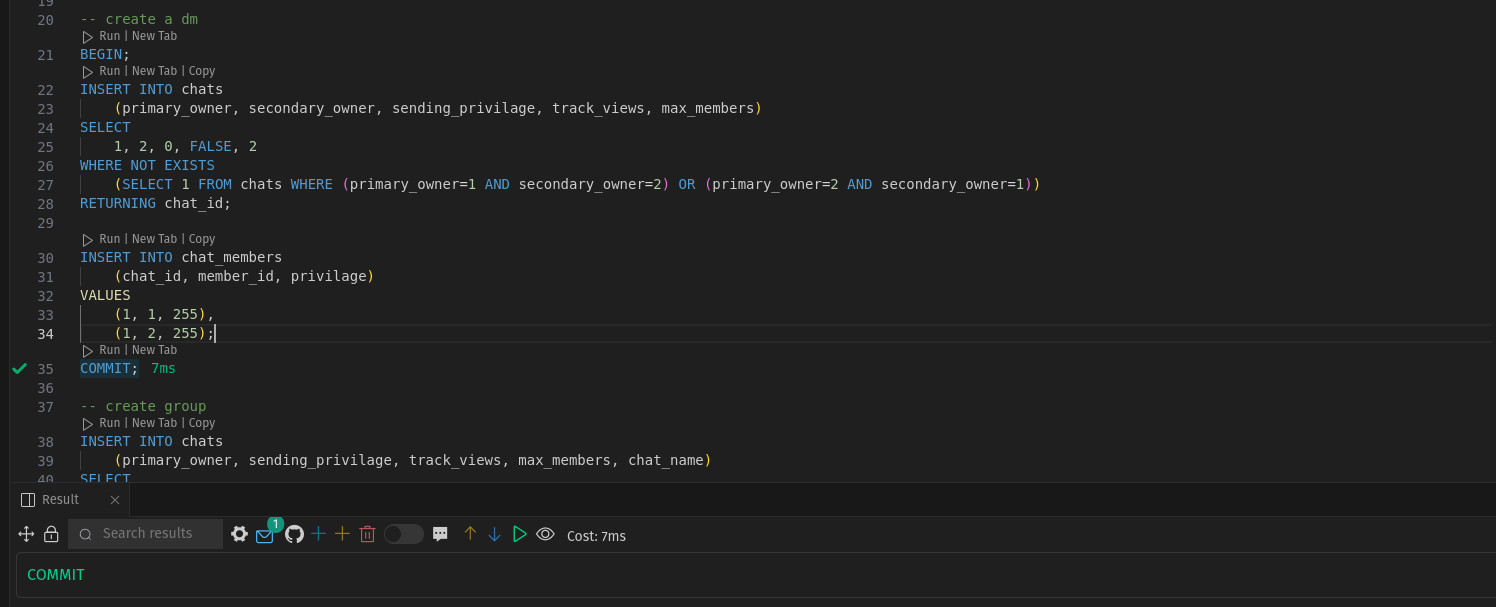 19
20 -- create a dm
Run | New Tab
21 BEGIN;
Run | New Tab | Copy
22 INSERT INTO chats
23 (primary_owner, secondary_owner, sending_privilage, track_views, max_members)
24 SELECT
25 1, 2, 0, FALSE, 2
26 WHERE NOT EXISTS
27 (SELECT 1 FROM chats WHERE (primary_owner=1 AND secondary_owner=2) OR (primary_owner=2 AND secondary_owner=1))
28 RETURNING chat_id;
29
Run | New Tab | Copy
30 INSERT INTO chat_members
31 (chat_id, member_id, privilage)
32 VALUES
33 (1, 1, 255),
34 (1, 2, 255);
Run | New Tab
35 COMMIT; 7ms
36
37 -- create group
Run | New Tab | Copy
38 INSERT INTO chats
39 (primary_owner, sending_privilage, track_views, max_members, chat_name)
40 SELECT
Result
Search results
1
Cost: 7ms
COMMIT